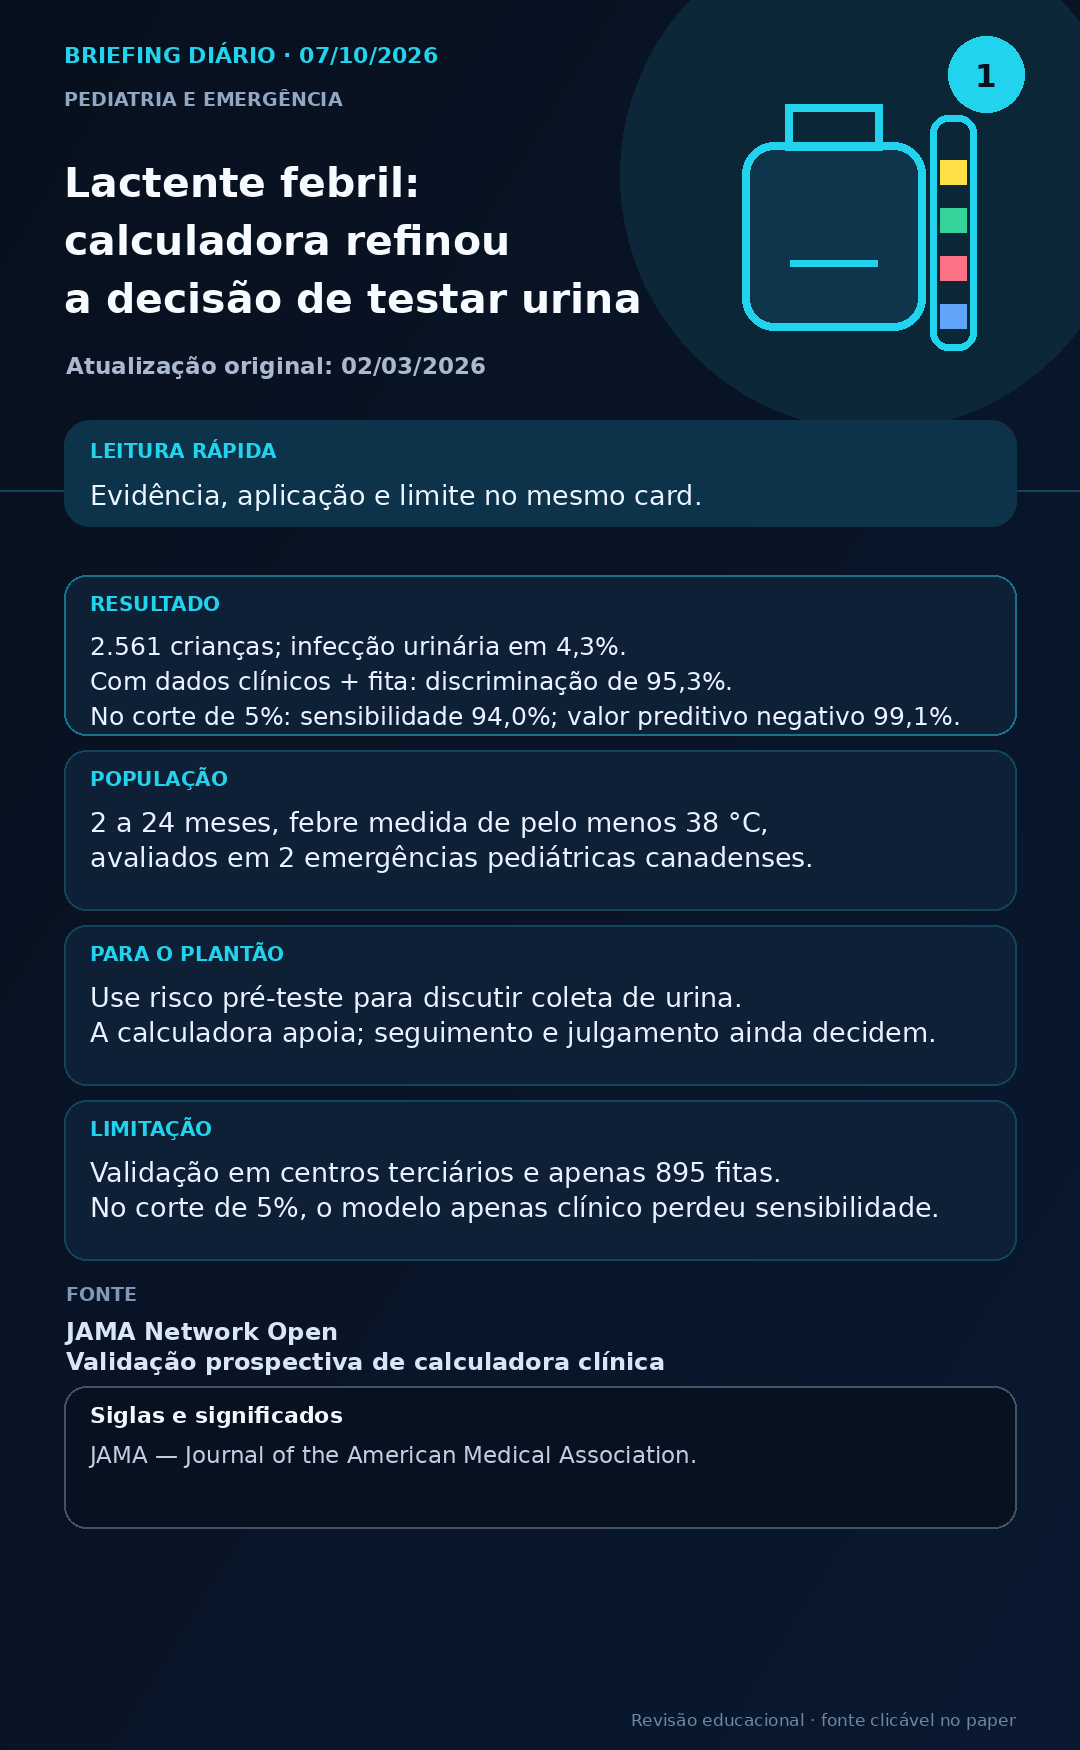 BRIEFING DIÁRIO · 07/10/2026
1
PEDIATRIA E EMERGÊNCIA
Lactente febril:
calculadora refinou
a decisão de testar urina
Atualização original: 02/03/2026
LEITURA RÁPIDA
Evidência, aplicação e limite no mesmo card.
RESULTADO
2.561 crianças; infecção urinária em 4,3%.
Com dados clínicos + fita: discriminação de 95,3%.
No corte de 5%: sensibilidade 94,0%; valor preditivo negativo 99,1%.
POPULAÇÃO
2 a 24 meses, febre medida de pelo menos 38 °C,
avaliados em 2 emergências pediátricas canadenses.
PARA O PLANTÃO
Use risco pré-teste para discutir coleta de urina.
A calculadora apoia; seguimento e julgamento ainda decidem.
LIMITAÇÃO
Validação em centros terciários e apenas 895 fitas.
No corte de 5%, o modelo apenas clínico perdeu sensibilidade.
FONTE
JAMA Network Open
Validação prospectiva de calculadora clínica
Siglas e significados
JAMA — Journal of the American Medical Association.
Revisão educacional · fonte clicável no paper